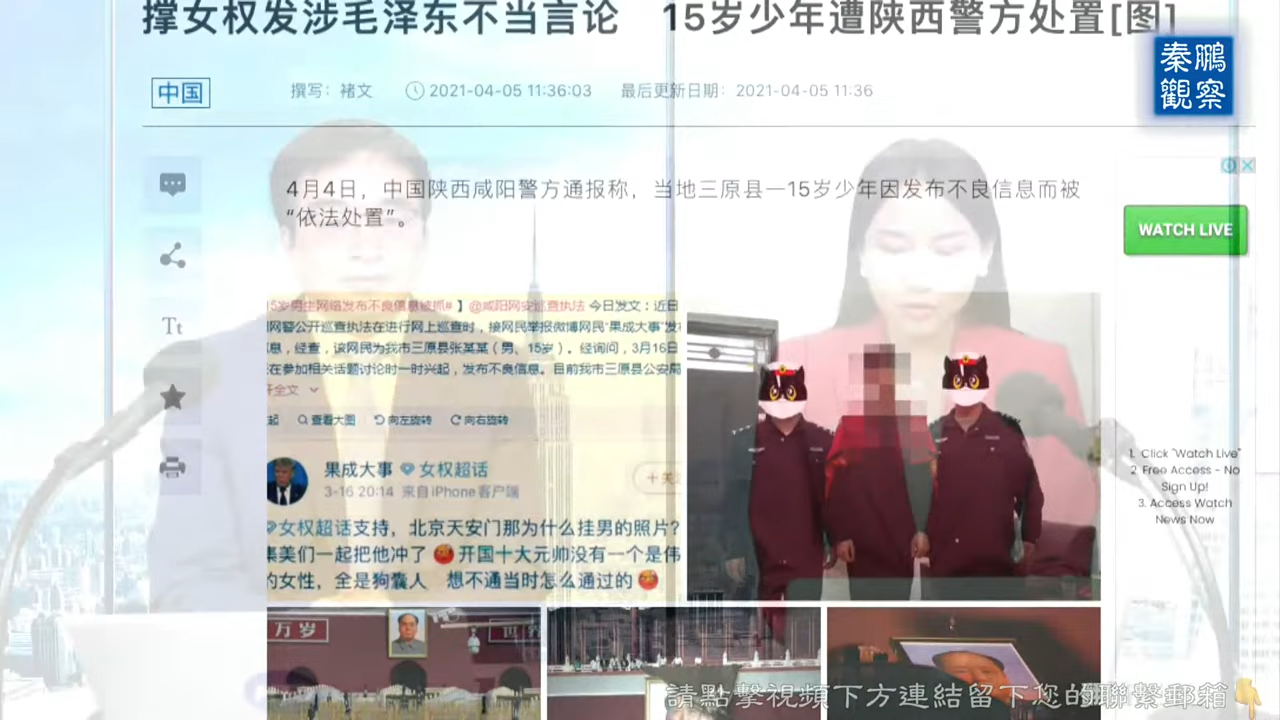 撑女权发涉毛泽东不当言论 15岁少年遭陕西警方处置[图]
秦鵬
觀察
中国
撰写：褚文
2021-04-05 11:36:03
最后更新日期：2021-04-05 11:36
4月4日，中国陕西咸阳警方通报称，当地三原县一15岁少年因发布不良信息而被
“依法处置”。
Tt
WATCH LIVE
1. Click "Watch Live"
2. Free Access - No
Sign Up!
3. Access Watch
News Now
15岁男生网络发布不良信息被抓#】@咸阳网安巡查执法 今日发文：近日
网警公开巡查执法在进行网上巡查时，接网民举报微博网民“果成大事”发
息，经查，该网民为我市三原县张某某（男、15岁）。经询问，3月16日
在参加相关话题讨论时一时兴起，发布不良信息。目前我市三原县公安局
开全文
起 查看大图 向左旋转 向右旋转
果成大事 女权超话
3-16 20:14 来自iPhone客户端
+关
女权超话支持，北京天安门那为什么挂男的照片?
集美们一起把他冲了 开国十大元帅没有一个是伟
的女性，全是狗囊人 想不通当时怎么通过的
万岁
請點擊視頻下方連結留下您的聯繫郵箱